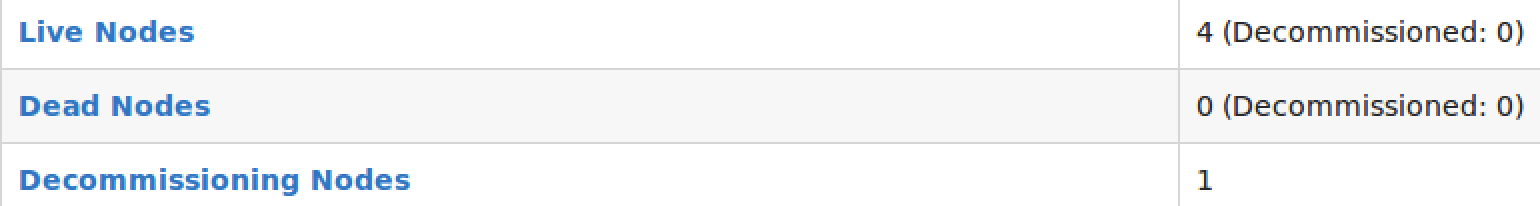 Live Nodes 4 (Decommissioned: 0)
Dead Nodes 0 (Decommissioned: 0)
Decommissioning Nodes 1